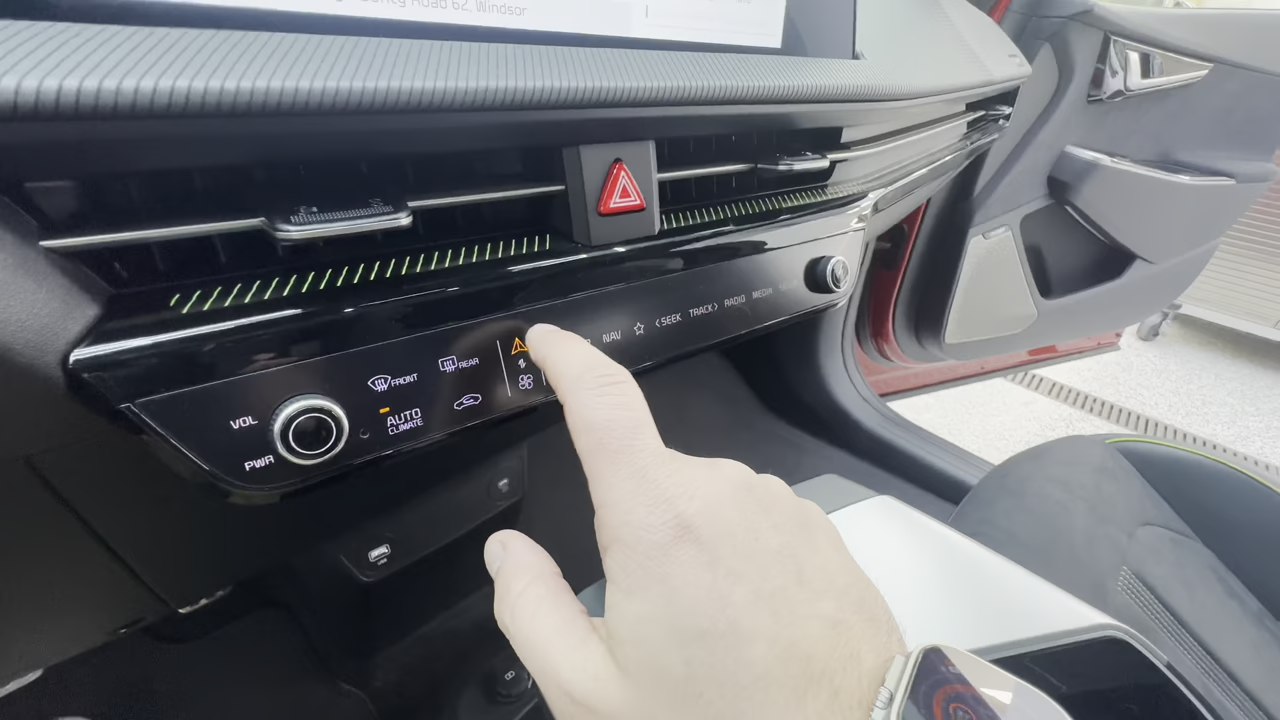 Road 62, Windsor
FRONT
REAR
NAV
SEEK
TRACK
RADIO
MEDIA
VOL
AUTO
CLIMATE
PWR